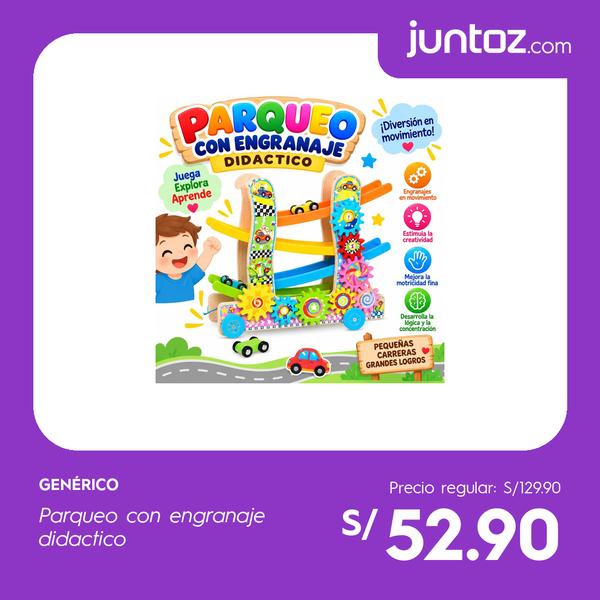 juntoz.com
PARQUEO
CON ENGRANAJE
DIDACTICO
¡Diversión en
movimiento!
Juega
Explora
Aprende
Engranajes
en movimiento
Estimula la
creatividad
Mejora la
motricidad fina
Desarrolla la
lógica y la
concentración
PEQUEÑAS
CARRERAS
GRANDES LOGROS
GENÉRICO
Parqueo con engranaje
didactico
Precio regular: S/129.90
S/ 52.90